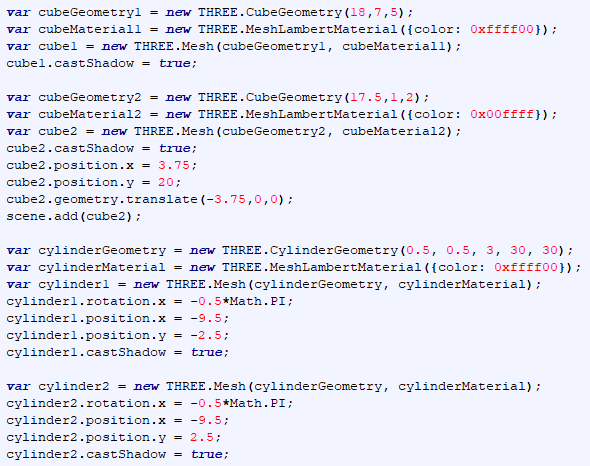 var cubeGeometry1 = new THREE.CubeGeometry(18,7,5);
var cubeMaterial1 = new THREE.MeshLambertMaterial({color: 0xffff00});
var cube1 = new THREE.Mesh(cubeGeometry1, cubeMaterial1);
cube1.castShadow = true;
var cubeGeometry2 = new THREE.CubeGeometry(17.5,1,2);
var cubeMaterial2 = new THREE.MeshLambertMaterial({color: 0x00ffff});
var cube2 = new THREE.Mesh(cubeGeometry2, cubeMaterial2);
cube2.castShadow = true;
cube2.position.x = 3.75;
cube2.position.y = 20;
cube2.geometry.translate(-3.75,0,0);
scene.add(cube2);
var cylinderGeometry = new THREE.CylinderGeometry(0.5, 0.5, 3, 30, 30);
var cylinderMaterial = new THREE.MeshLambertMaterial({color: 0xffff00});
var cylinder1 = new THREE.Mesh(cylinderGeometry, cylinderMaterial);
cylinder1.rotation.x = -0.5*Math.PI;
cylinder1.position.x = -9.5;
cylinder1.position.y = -2.5;
cylinder1.castShadow = true;
var cylinder2 = new THREE.Mesh(cylinderGeometry, cylinderMaterial);
cylinder2.rotation.x = -0.5*Math.PI;
cylinder2.position.x = -9.5;
cylinder2.position.y = 2.5;
cylinder2.castShadow = true;